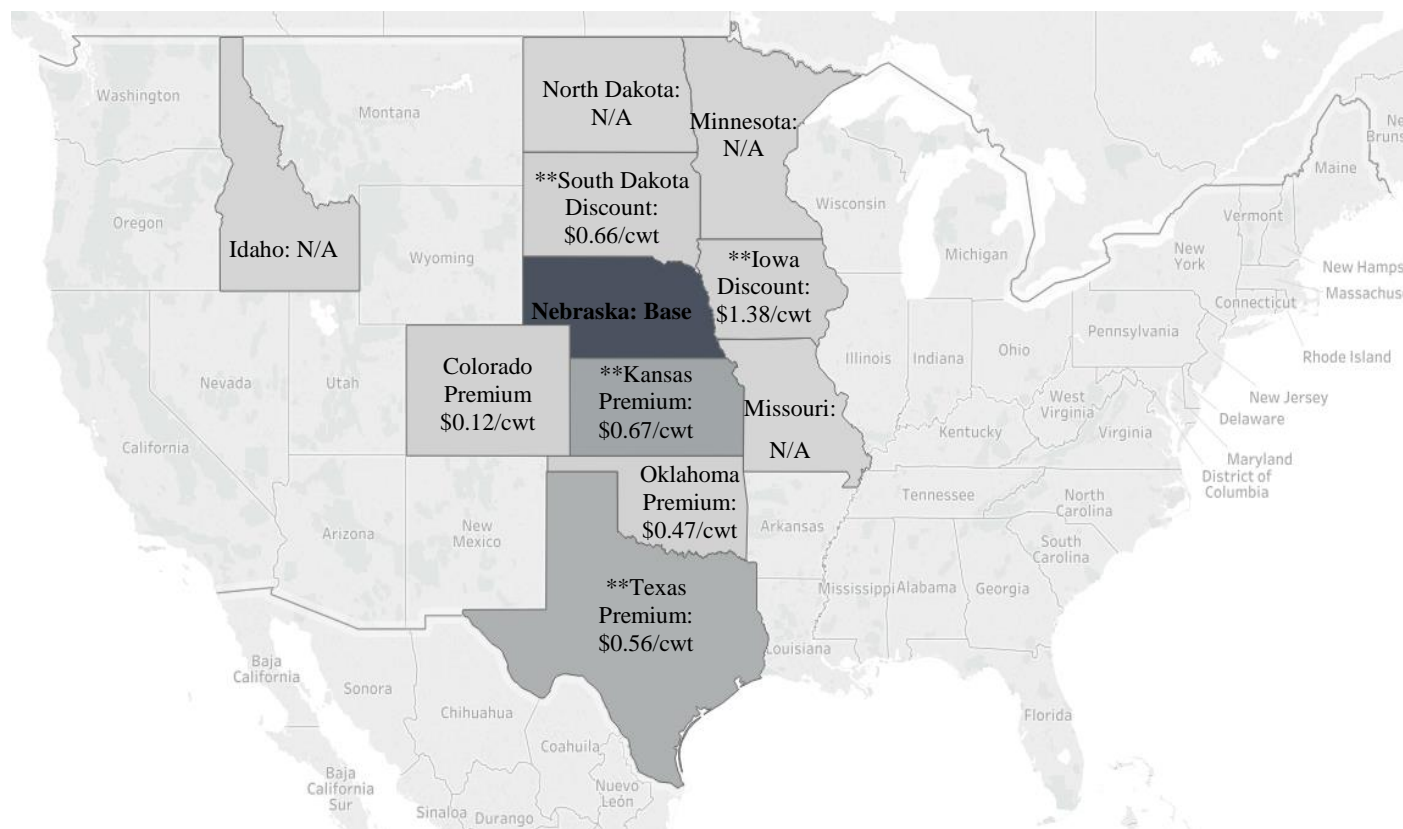 Washington
Montana
North Dakota:
N/A
Minnesota:
N/A
Oregon
Idaho: N/A
Wyoming
**South Dakota
Discount:
$0.66/cwt
Wisconsin
Michigan
**Iowa
Discount:
$1.38/cwt
Nebraska: Base
Maine
Vermont
New
York
New Hamps
Massachuse
Connecticut
Rhode Island
Pennsylvania
New Jersey
Delaware
Maryland
District of
Columbia
Nevada
Utah
California
Colorado
Premium
$0.12/cwt
**Kansas
Premium:
$0.67/cwt
Missouri:
N/A
Illinois
Indiana
Ohio
West
Virginia
Virginia
Kentucky
Tennessee
North
Carolina
South
Carolina
Arizona
New
Mexico
Oklahoma
Premium:
$0.47/cwt
Arkansas
Mississippi
Alabama
Georgia
**Texas
Premium:
$0.56/cwt
Louisiana
Florida
Baja
California
Sonora
Chihuahua
Coahuila
Baja
California
Sur
Nuevo
León
Sinaloa
Durango
Ne
Bruns